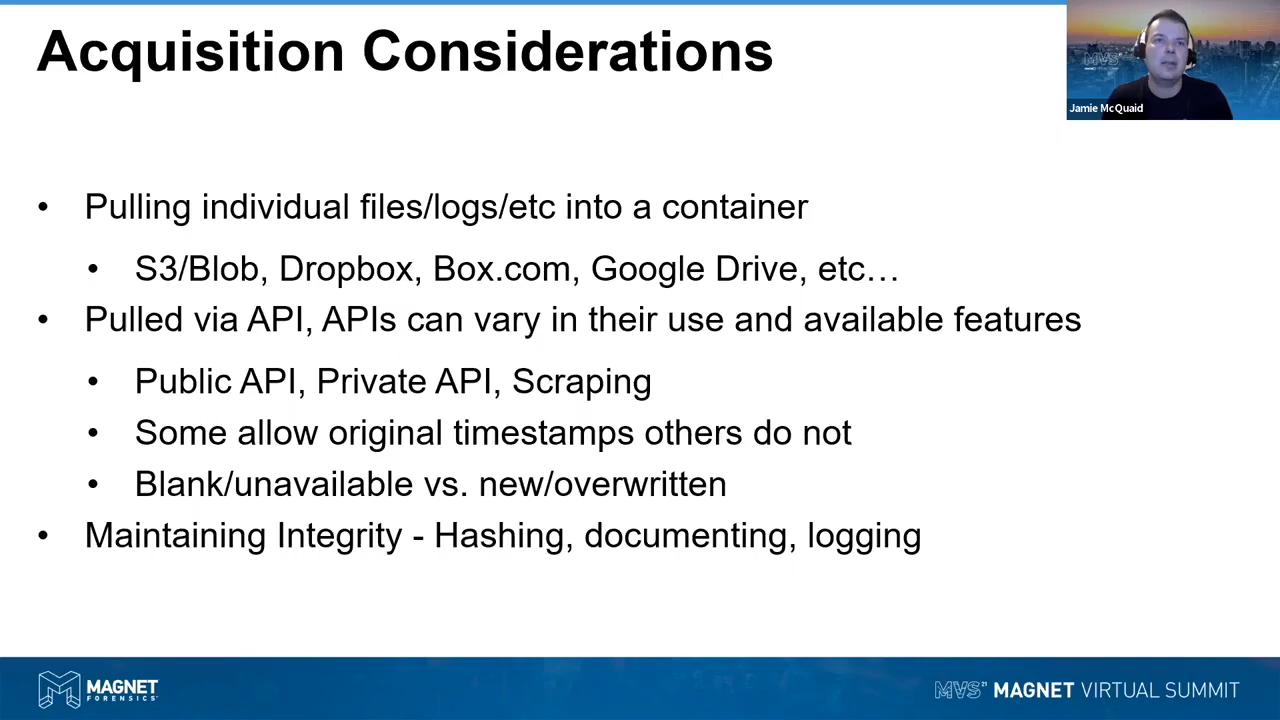 Acquisition Considerations
Jamie McQuaid
• Pulling individual files/logs/etc into a container
• S3/Blob, Dropbox, Box.com, Google Drive, etc…
• Pulled via API, APIs can vary in their use and available features
• Public API, Private API, Scraping
• Some allow original timestamps others do not
• Blank/unavailable vs. new/overwritten
• Maintaining Integrity - Hashing, documenting, logging
MAGNET
FORENSICS
MVS21 MAGNET VIRTUAL SUMMIT